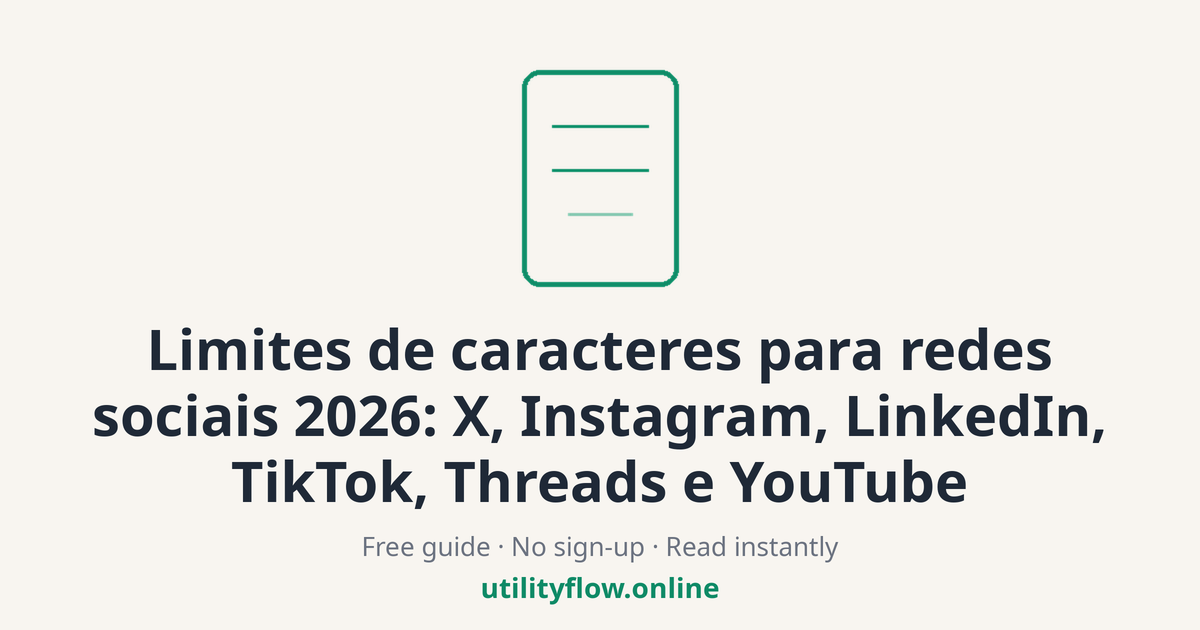 Limites de caracteres para redes
sociais 2026: X, Instagram, LinkedIn,
TikTok, Threads e YouTube
Free guide · No sign-up · Read instantly
utilityflow.online